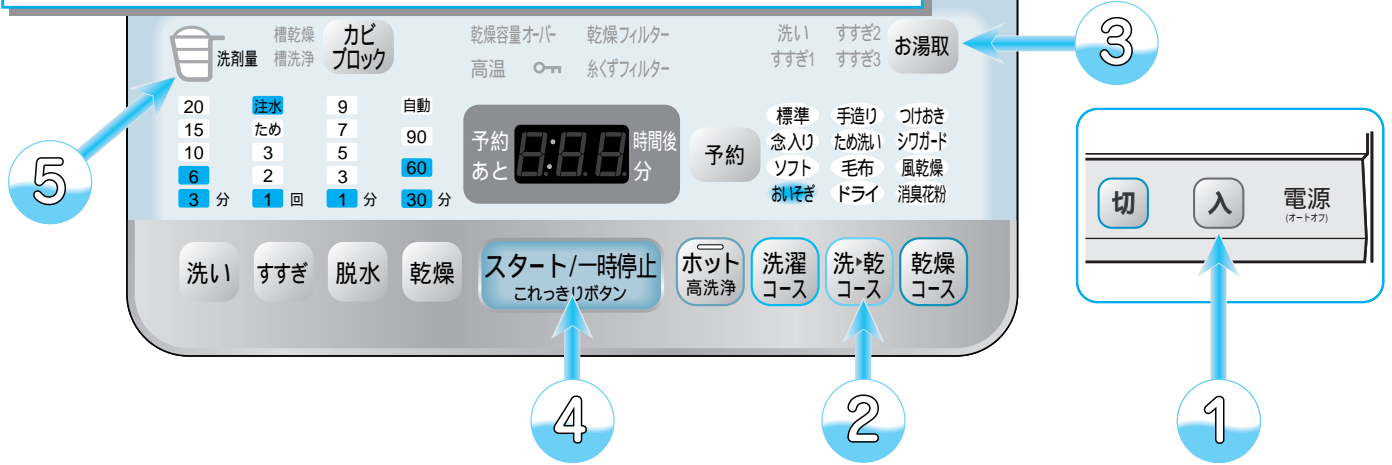 槽乾燥
槽洗浄
洗剤量
カビ
ブロック
乾燥容量オーバー 乾燥フィルター
高温 糸くずフィルター
洗い すすぎ2
すすぎ1 すすぎ3
お湯取
3
20 注水 9 自動
15 ため 7 90
10 3 5 60
6 2 3
3 分 1 回 1 分 30 分
予約 8:88 時間後
あと 分
予約
標準 手造り つけおき
念入り ため洗い シワガード
ソフト 毛布 風乾燥
おいそぎ ドライ 消臭花粉
5
切 入 電源
(オートオフ)
洗い すすぎ 脱水 乾燥
スタート/一時停止
これっきりボタン
ホット
高洗浄
洗濯
コース
洗▸乾
コース
乾燥
コース
4
2
1